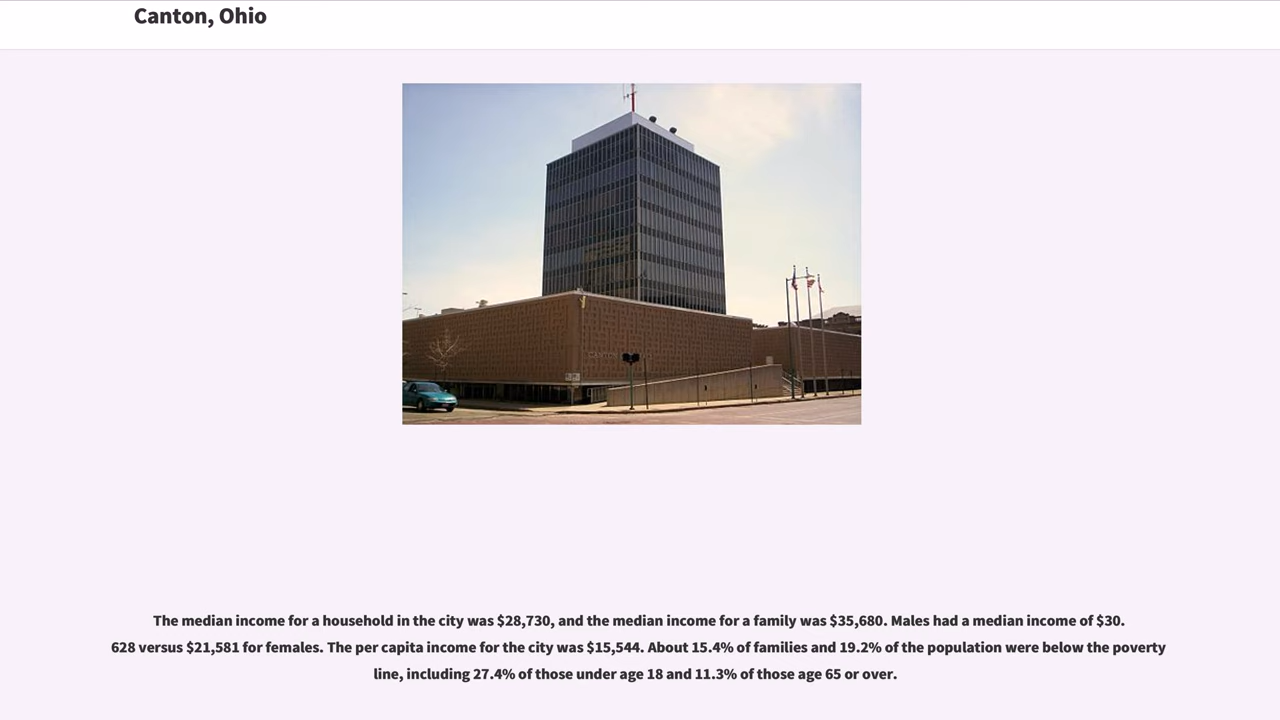 Canton, Ohio
The median income for a household in the city was $28,730, and the median income for a family was $35,680. Males had a median income of $30.
628 versus $21,581 for females. The per capita income for the city was $15,544. About 15.4% of families and 19.2% of the population were below the poverty
line, including 27.4% of those under age 18 and 11.3% of those age 65 or over.